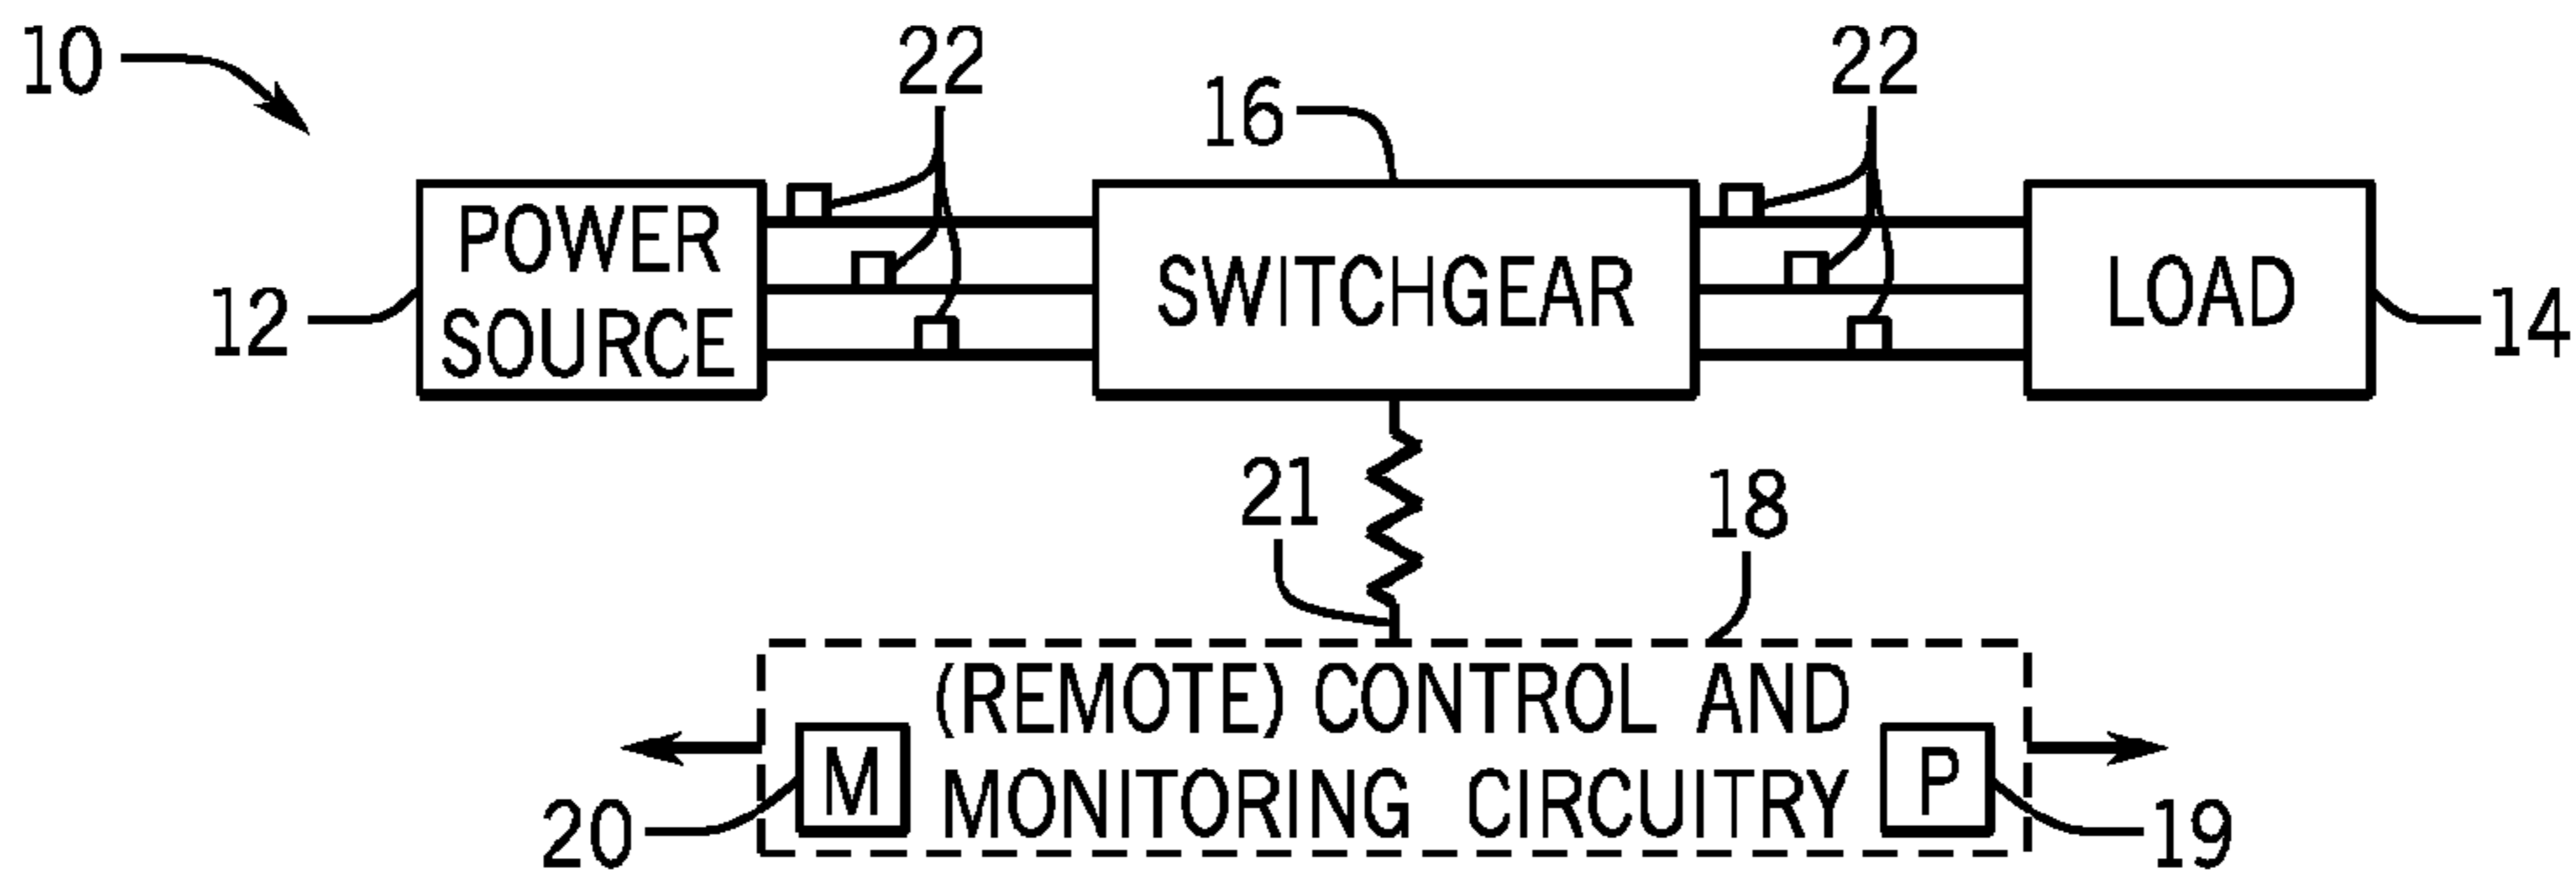 10
22
22
16
POWER
SOURCE
SWITCHGEAR
LOAD
12
14
21
18
(REMOTE) CONTROL AND
MONITORING CIRCUITRY
M
P
20
19